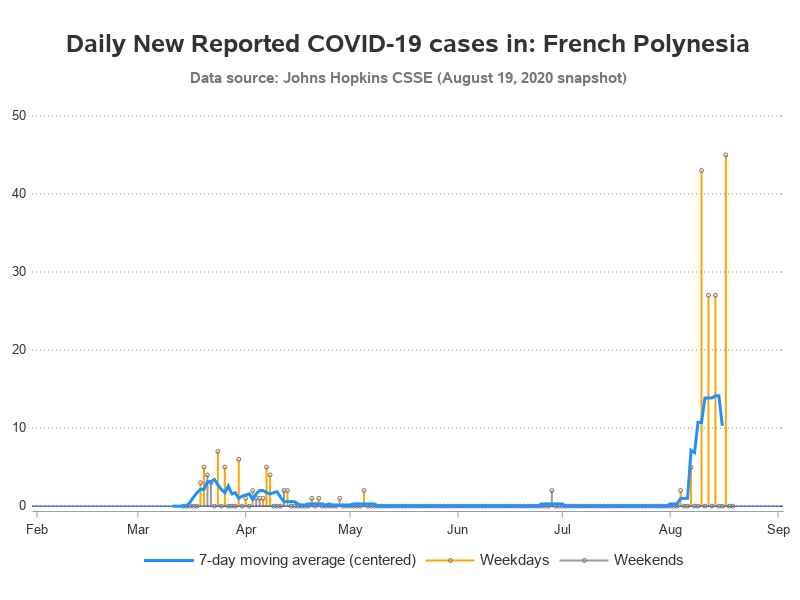 Daily New Reported COVID-19 cases in: French Polynesia
Data source: Johns Hopkins CSSE (August 19, 2020 snapshot)
50
40
30
20
10
0
Feb Mar Apr May Jun Jul Aug Sep
7-day moving average (centered) Weekdays Weekends